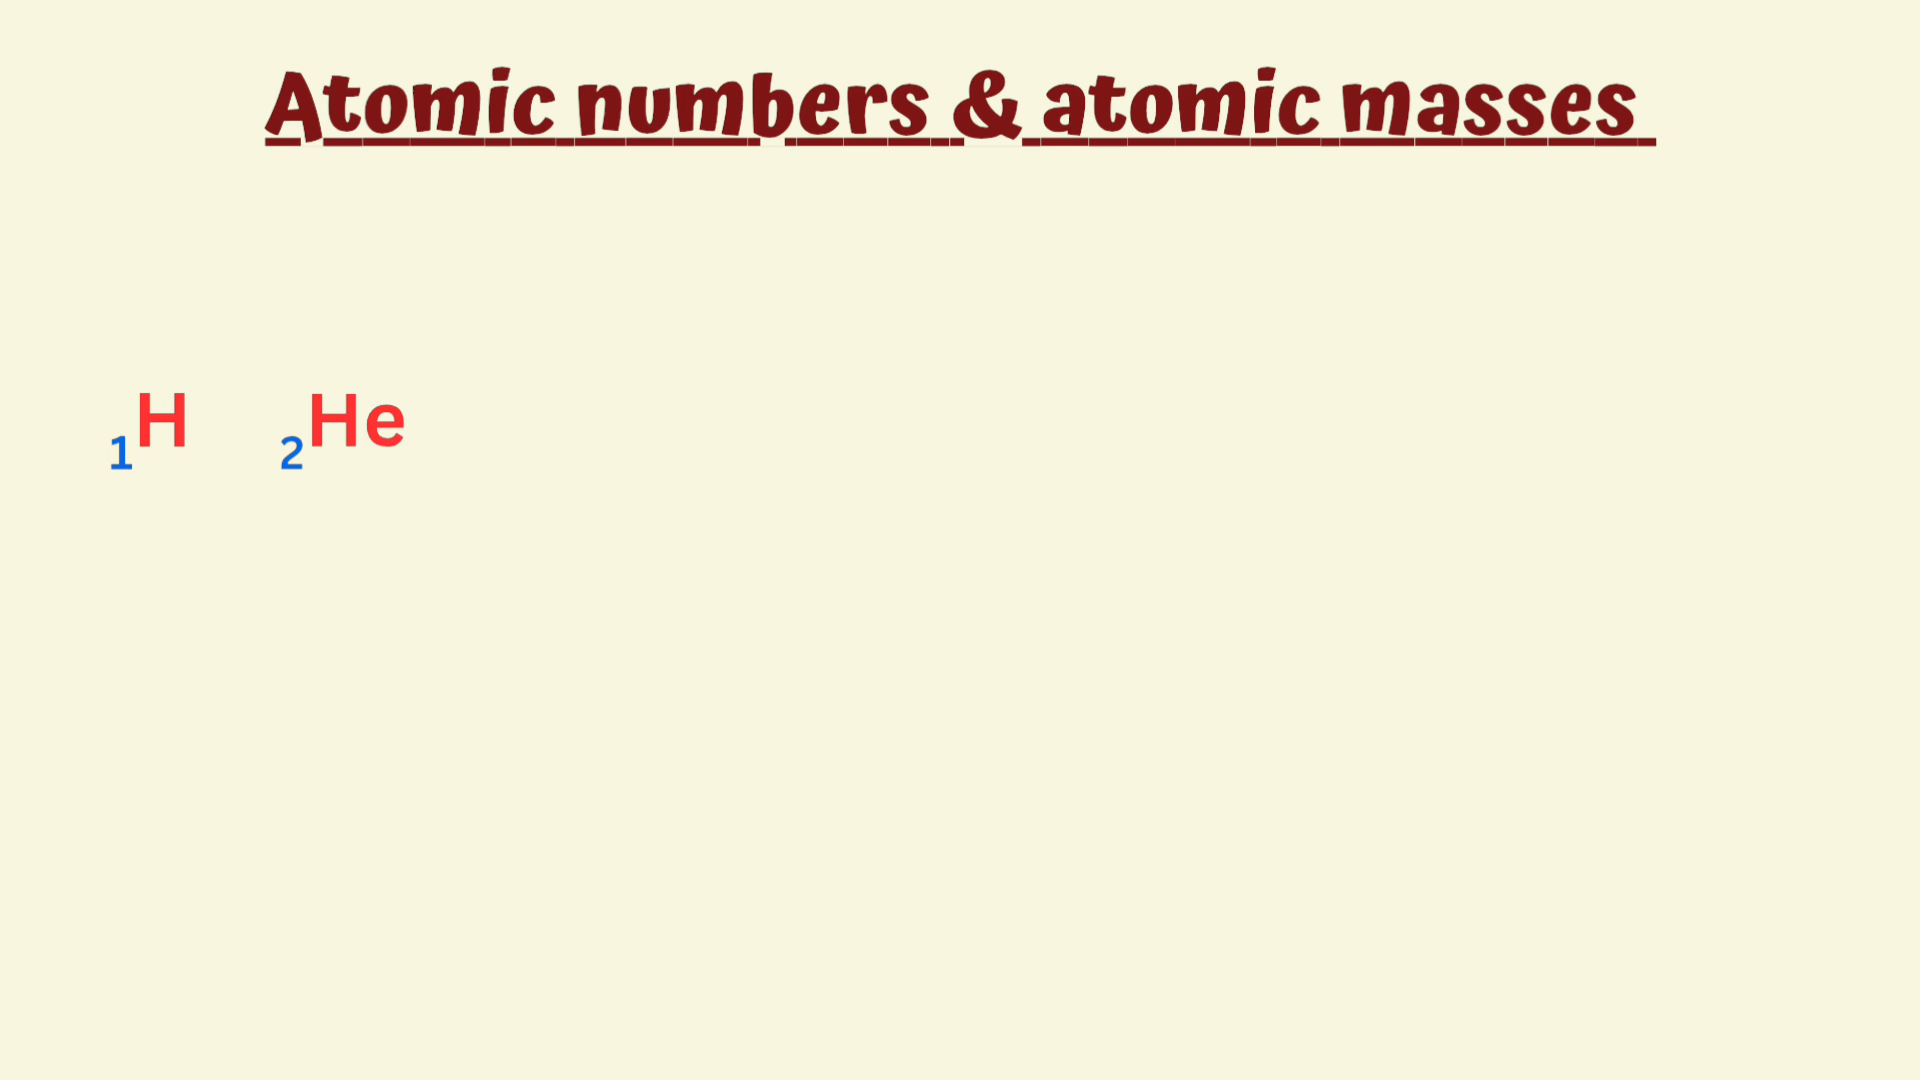 Atomic numbers & atomic masses
₁H ₂He